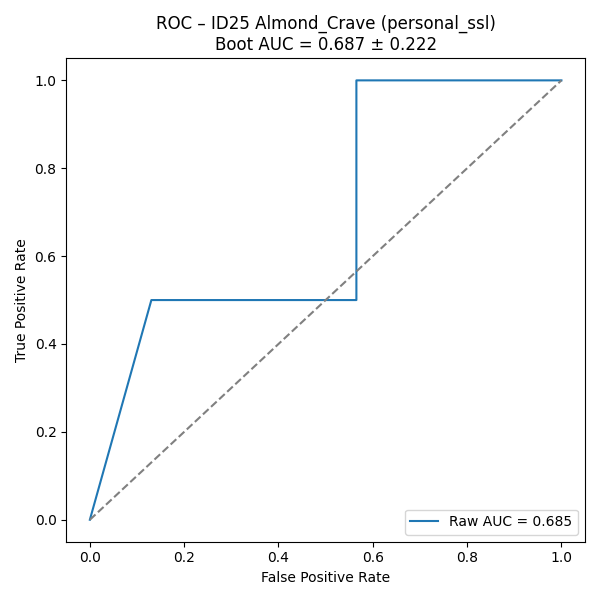 ROC – ID25 Almond_Crave (personal_ssl)
Boot AUC = 0.687 ± 0.222
True Positive Rate
1.0
0.8
0.6
0.4
0.2
0.0
Raw AUC = 0.685
0.0 0.2 0.4 0.6 0.8 1.0
False Positive Rate